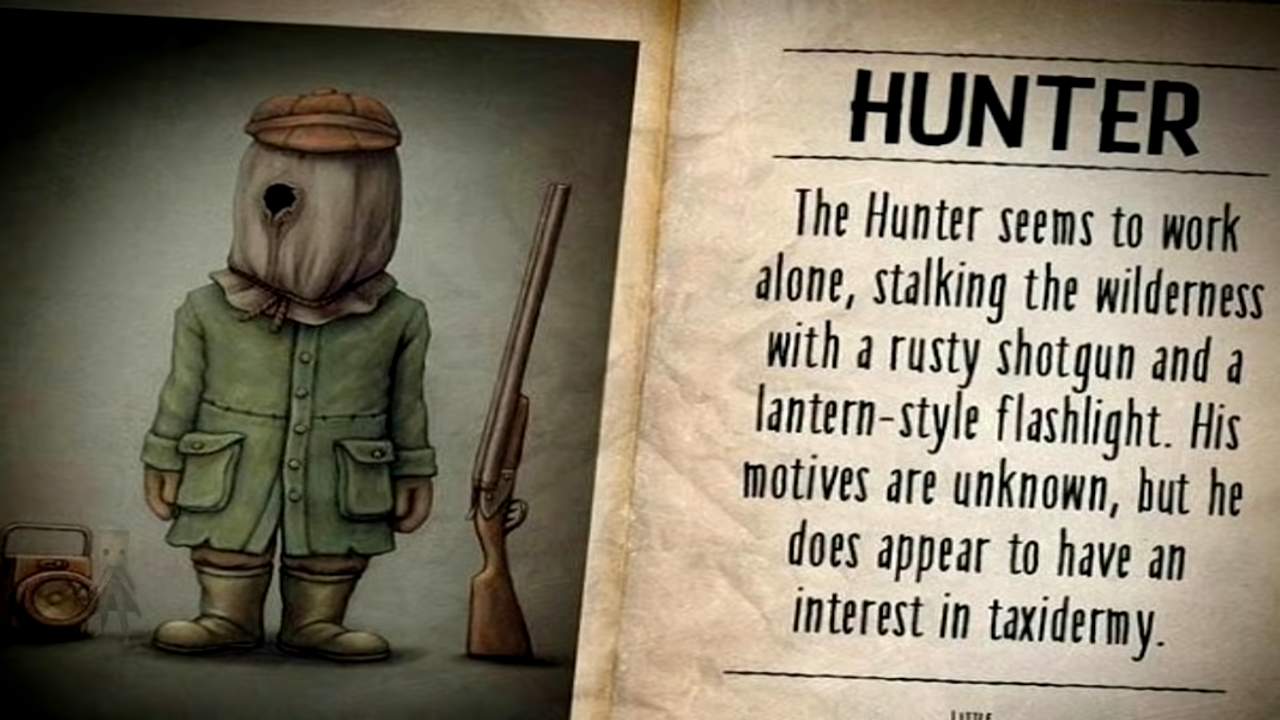 HUNTER
The Hunter seems to work
alone, stalking the wilderness
with a rusty shotgun and a
lantern-style flashlight. His
motives are unknown, but he
does appear to have an
interest in taxidermy.
LITTLE